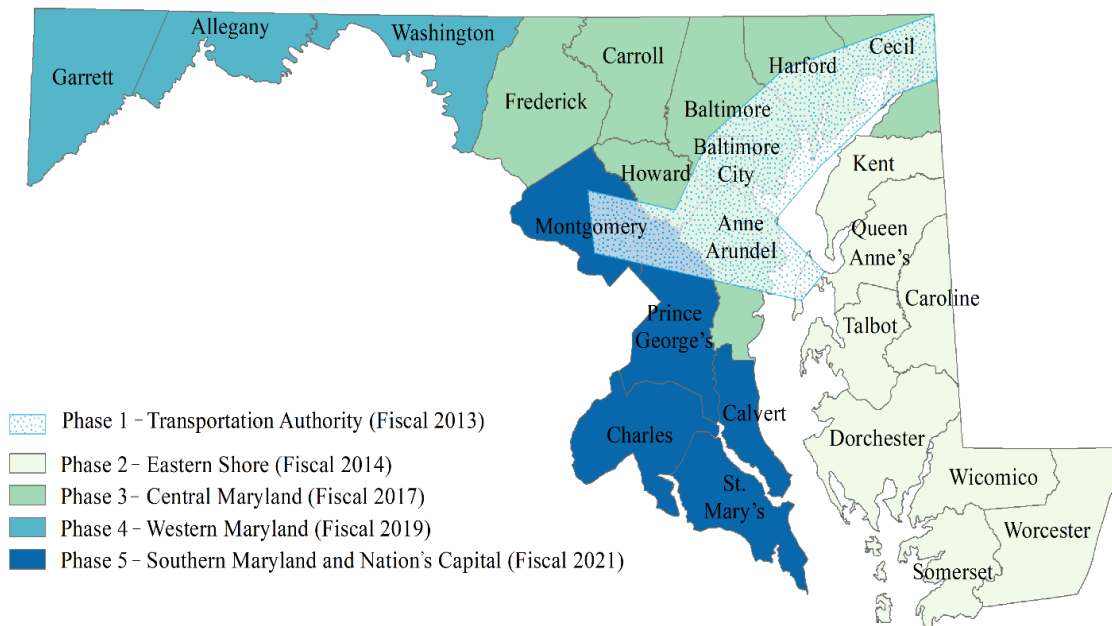 Allegany
Washington
Garrett
Carroll
Cecil
Harford
Frederick
Baltimore
Baltimore
City
Howard
Kent
Montgomery
Anne
Arundel
Queen
Anne's
Caroline
Prince
George's
Talbot
Calvert
Charles
Dorchester
St.
Mary's
Wicomico
Worcester
Somerset
Phase 1 – Transportation Authority (Fiscal 2013)
Phase 2 – Eastern Shore (Fiscal 2014)
Phase 3 – Central Maryland (Fiscal 2017)
Phase 4 – Western Maryland (Fiscal 2019)
Phase 5 – Southern Maryland and Nation's Capital (Fiscal 2021)